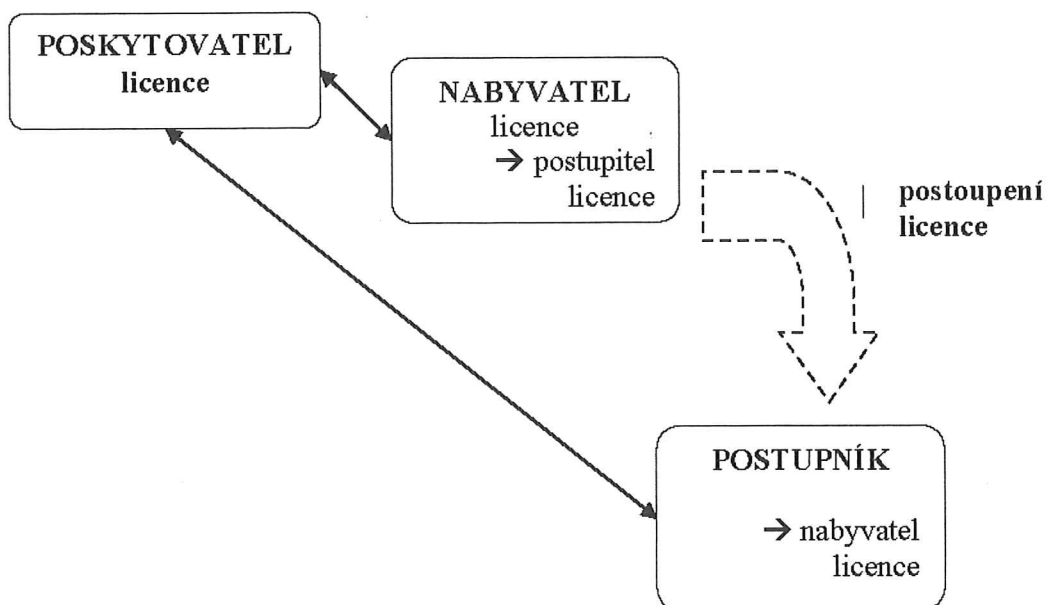 POSKYTOVATEL
licence
NABYVATEL
licence
→ postupitel
licence
postoupení
licence
POSTUPNÍK
→ nabyvatel
licence